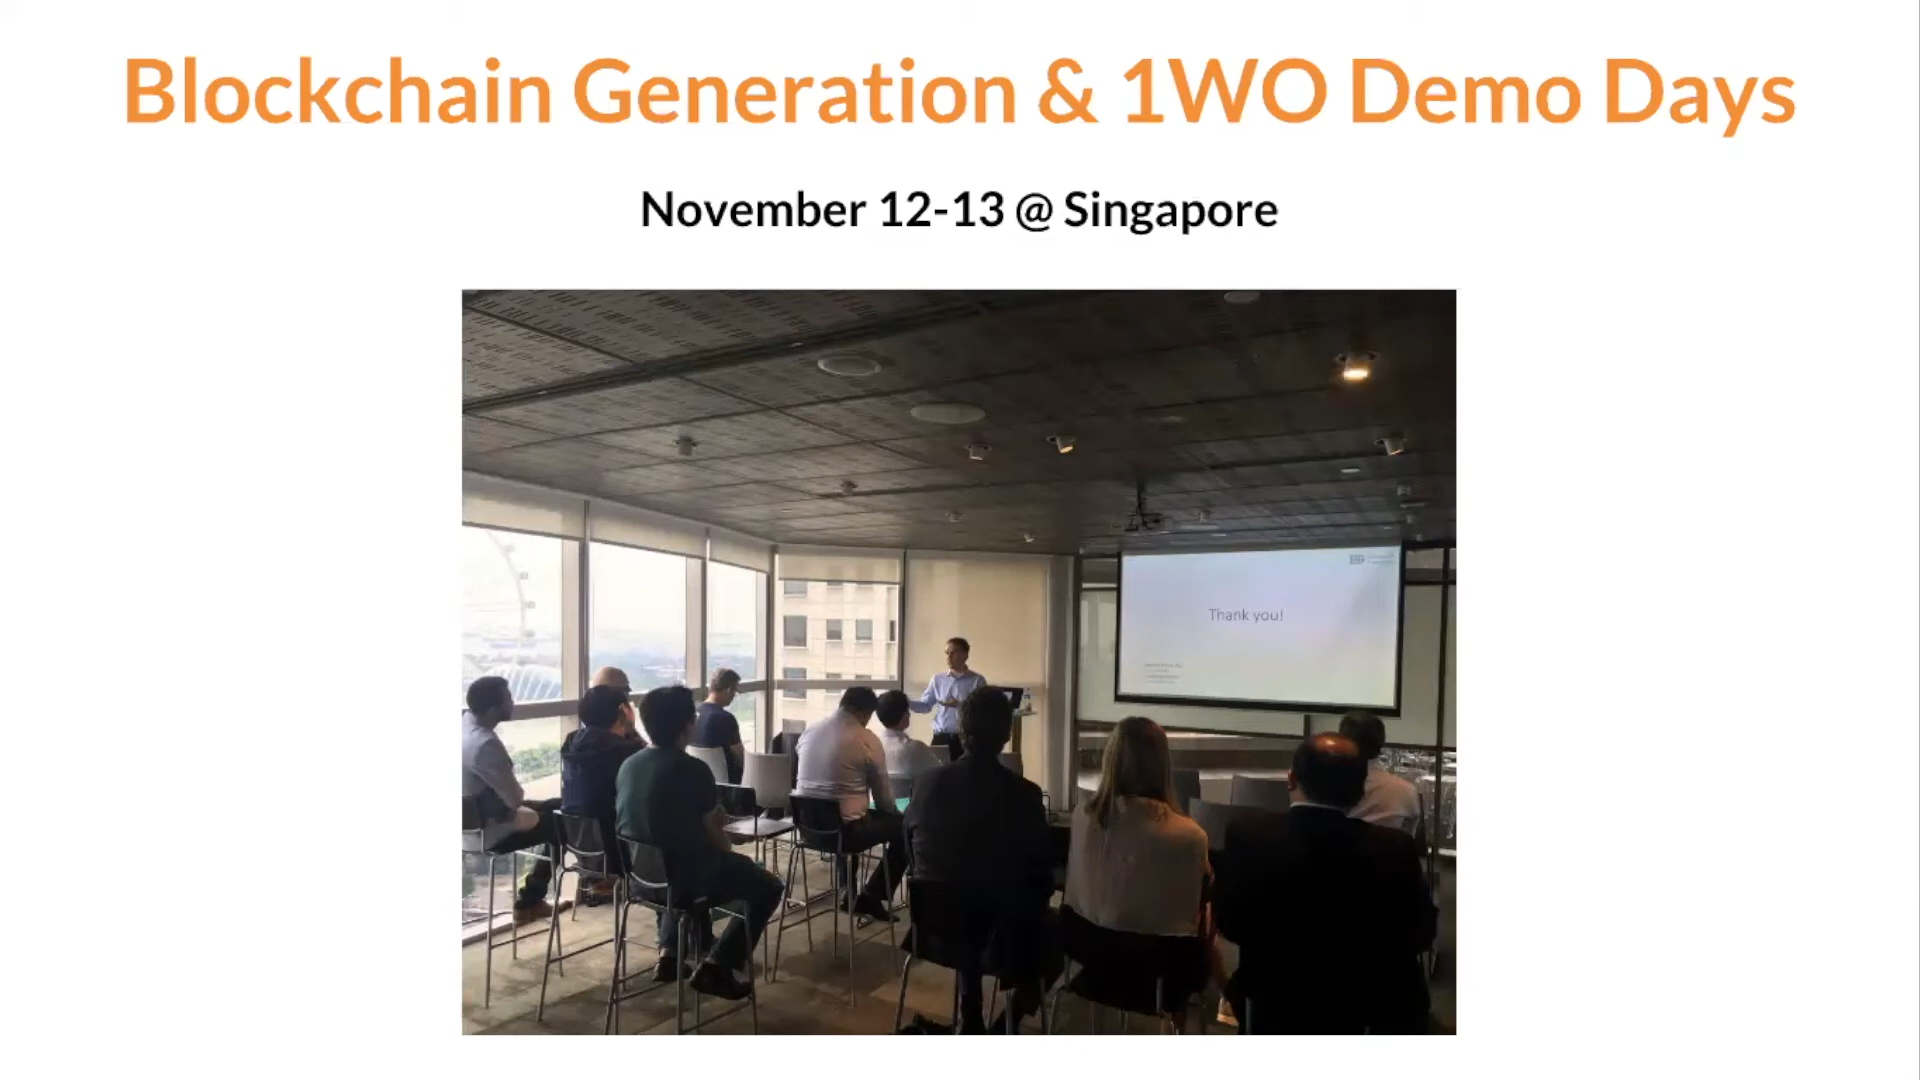 Blockchain Generation & 1WO Demo Days
November 12-13 @ Singapore
Thank you!